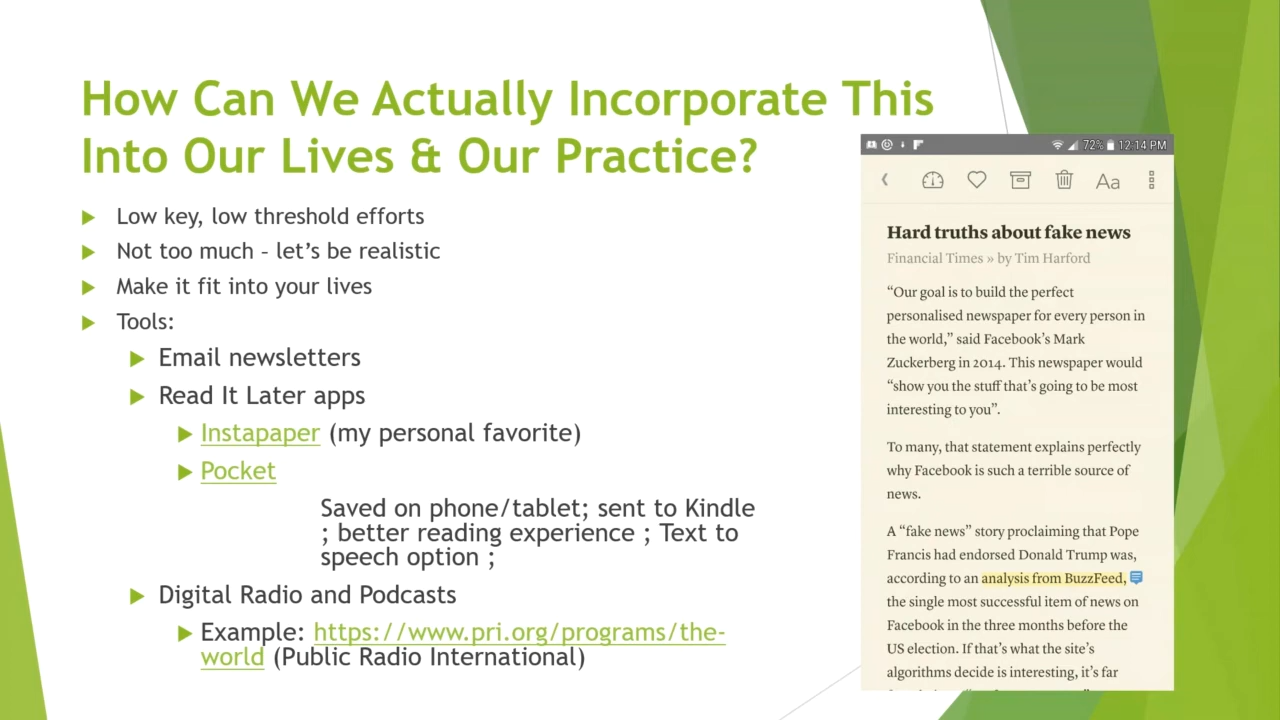 How Can We Actually Incorporate This
Into Our Lives & Our Practice?
Low key, low threshold efforts
Not too much – let's be realistic
Make it fit into your lives
Tools:
Email newsletters
Read It Later apps
Instapaper (my personal favorite)
Pocket
Saved on phone/tablet; sent to Kindle
; better reading experience ; Text to
speech option ;
Digital Radio and Podcasts
Example: https://www.pri.org/programs/the-
world (Public Radio International)
72% 12:14 PM
Aa
Hard truths about fake news
Financial Times » by Tim Harford
“Our goal is to build the perfect
personalised newspaper for every person in
the world,” said Facebook’s Mark
Zuckerberg in 2014. This newspaper would
“show you the stuff that’s going to be most
interesting to you”.
To many, that statement explains perfectly
why Facebook is such a terrible source of
news.
A “fake news” story proclaiming that Pope
Francis had endorsed Donald Trump was,
according to an analysis from BuzzFeed,
the single most successful item of news on
Facebook in the three months before the
US election. If that’s what the site’s
algorithms decide is interesting, it’s far